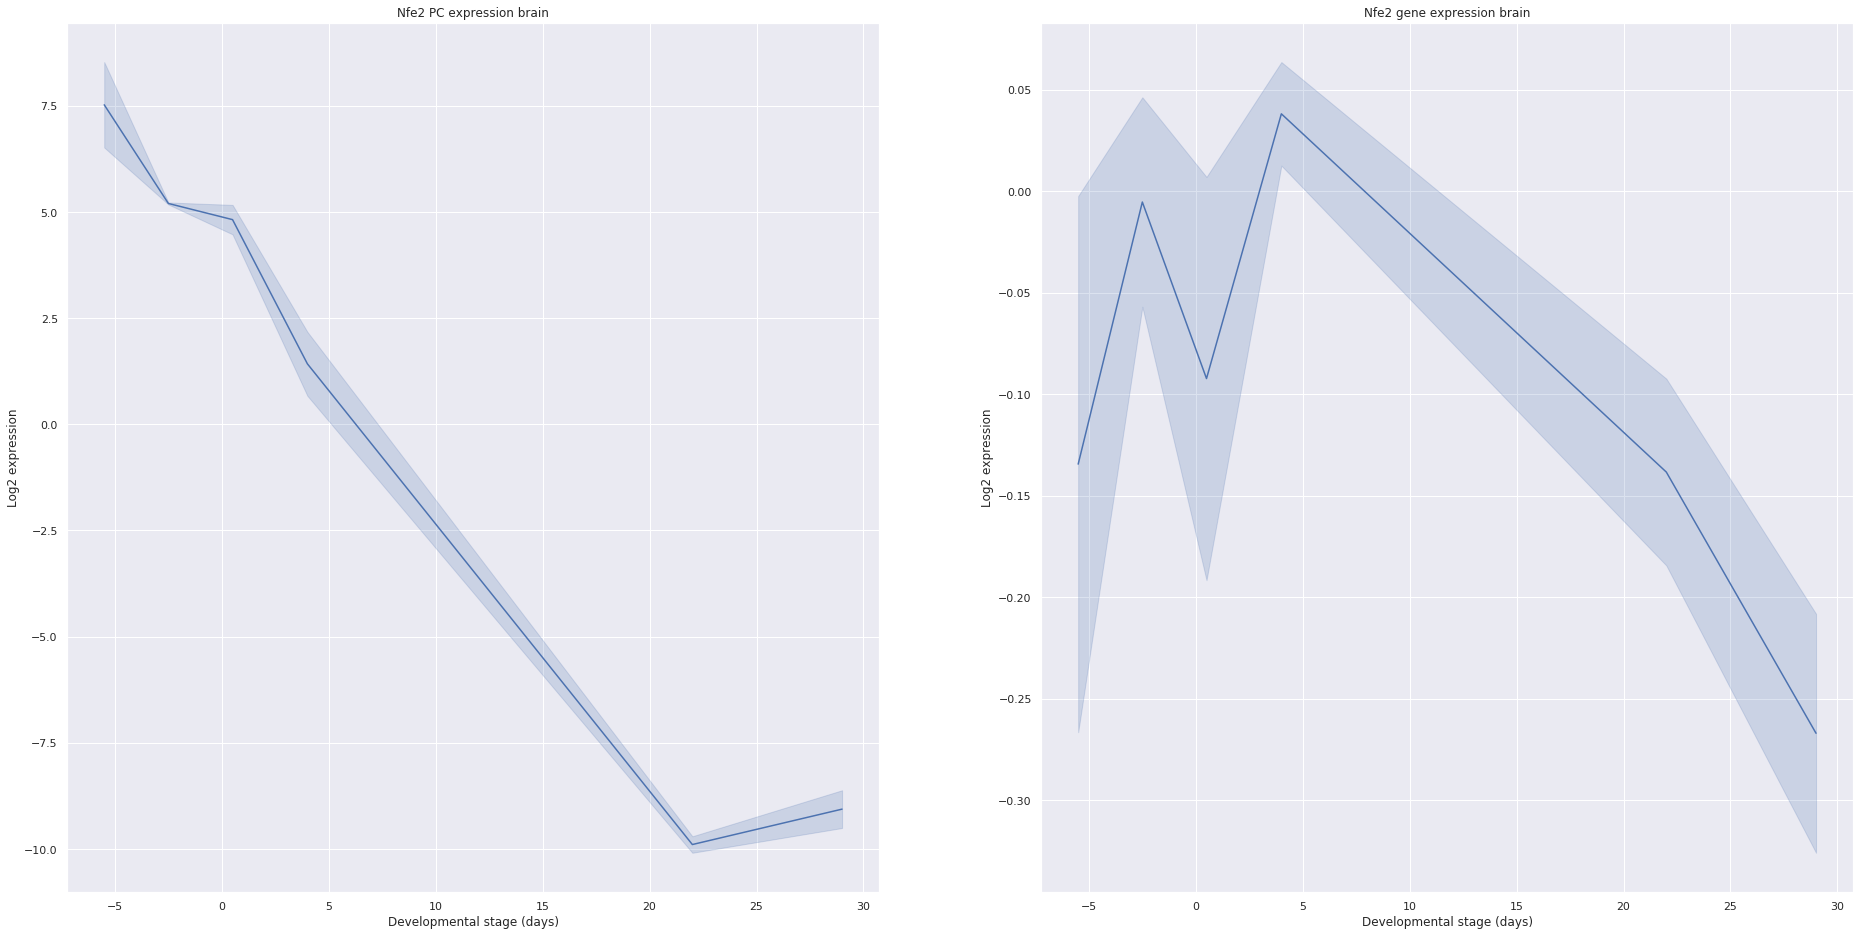 Nfe2 PC expression brain
Log2 expression
7.5
5.0
2.5
0.0
−2.5
−5.0
−7.5
−10.0
−5 0 5 10 15 20 25 30
Developmental stage (days)
Nfe2 gene expression brain
Log2 expression
0.05
0.00
−0.05
−0.10
−0.15
−0.20
−0.25
−0.30
−5 0 5 10 15 20 25 30
Developmental stage (days)